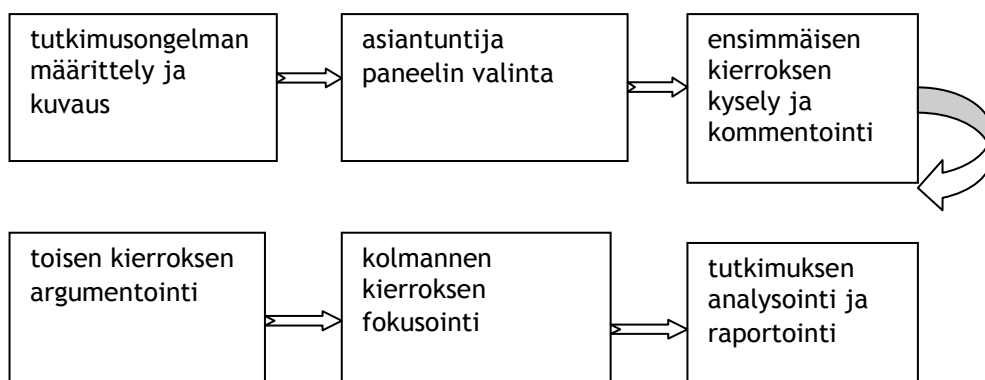 tutkimusongelman
määrittely ja
kuvaus
asiantuntija
paneelin valinta
ensimmäisen
kierroksen
kysely ja
kommentointi
toisen kierroksen
argumentointi
kolmannen
kierroksen
fokusointi
tutkimuksen
analysointi ja
raportointi